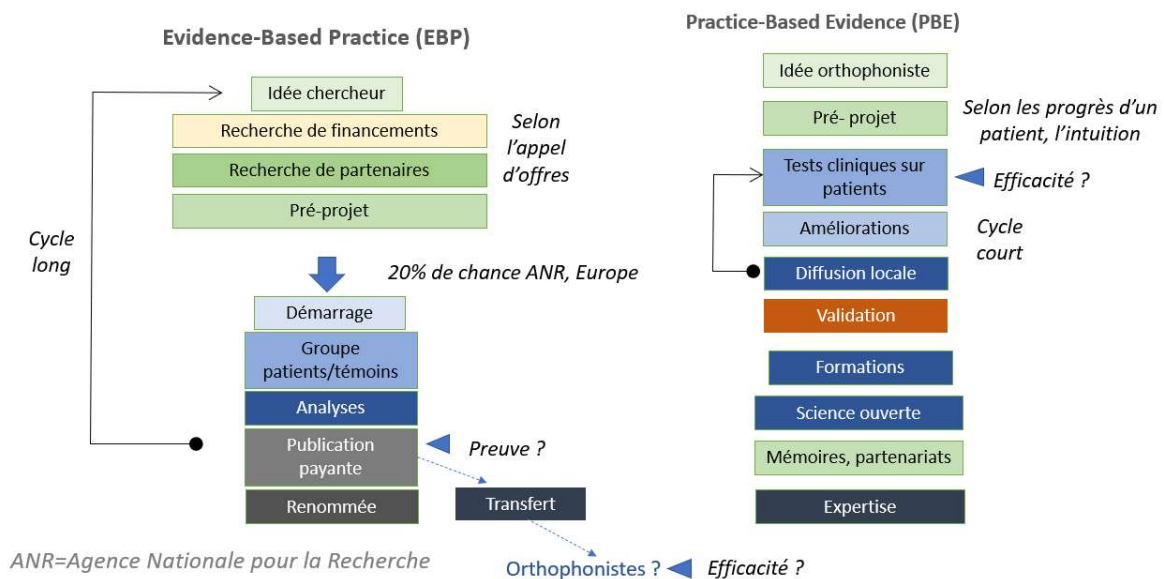 Evidence-Based Practice (EBP)
Idée chercheur
Recherche de financements
Recherche de partenaires
Pré-projet
Selon
l'appel
d'offres
Cycle
long
20% de chance ANR, Europe
Démarrage
Groupe
patients/témoins
Analyses
Publication
payante
Preuve ?
Renommée
Transfert
Orthophonistes ?
Efficacité ?
ANR=Agence Nationale pour la Recherche
Practice-Based Evidence (PBE)
Idée orthophoniste
Pré- projet
Selon les progrès d'un
patient, l'intuition
Tests cliniques sur
patients
Efficacité ?
Améliorations
Cycle
court
Diffusion locale
Validation
Formations
Science ouverte
Mémoires, partenariats
Expertise